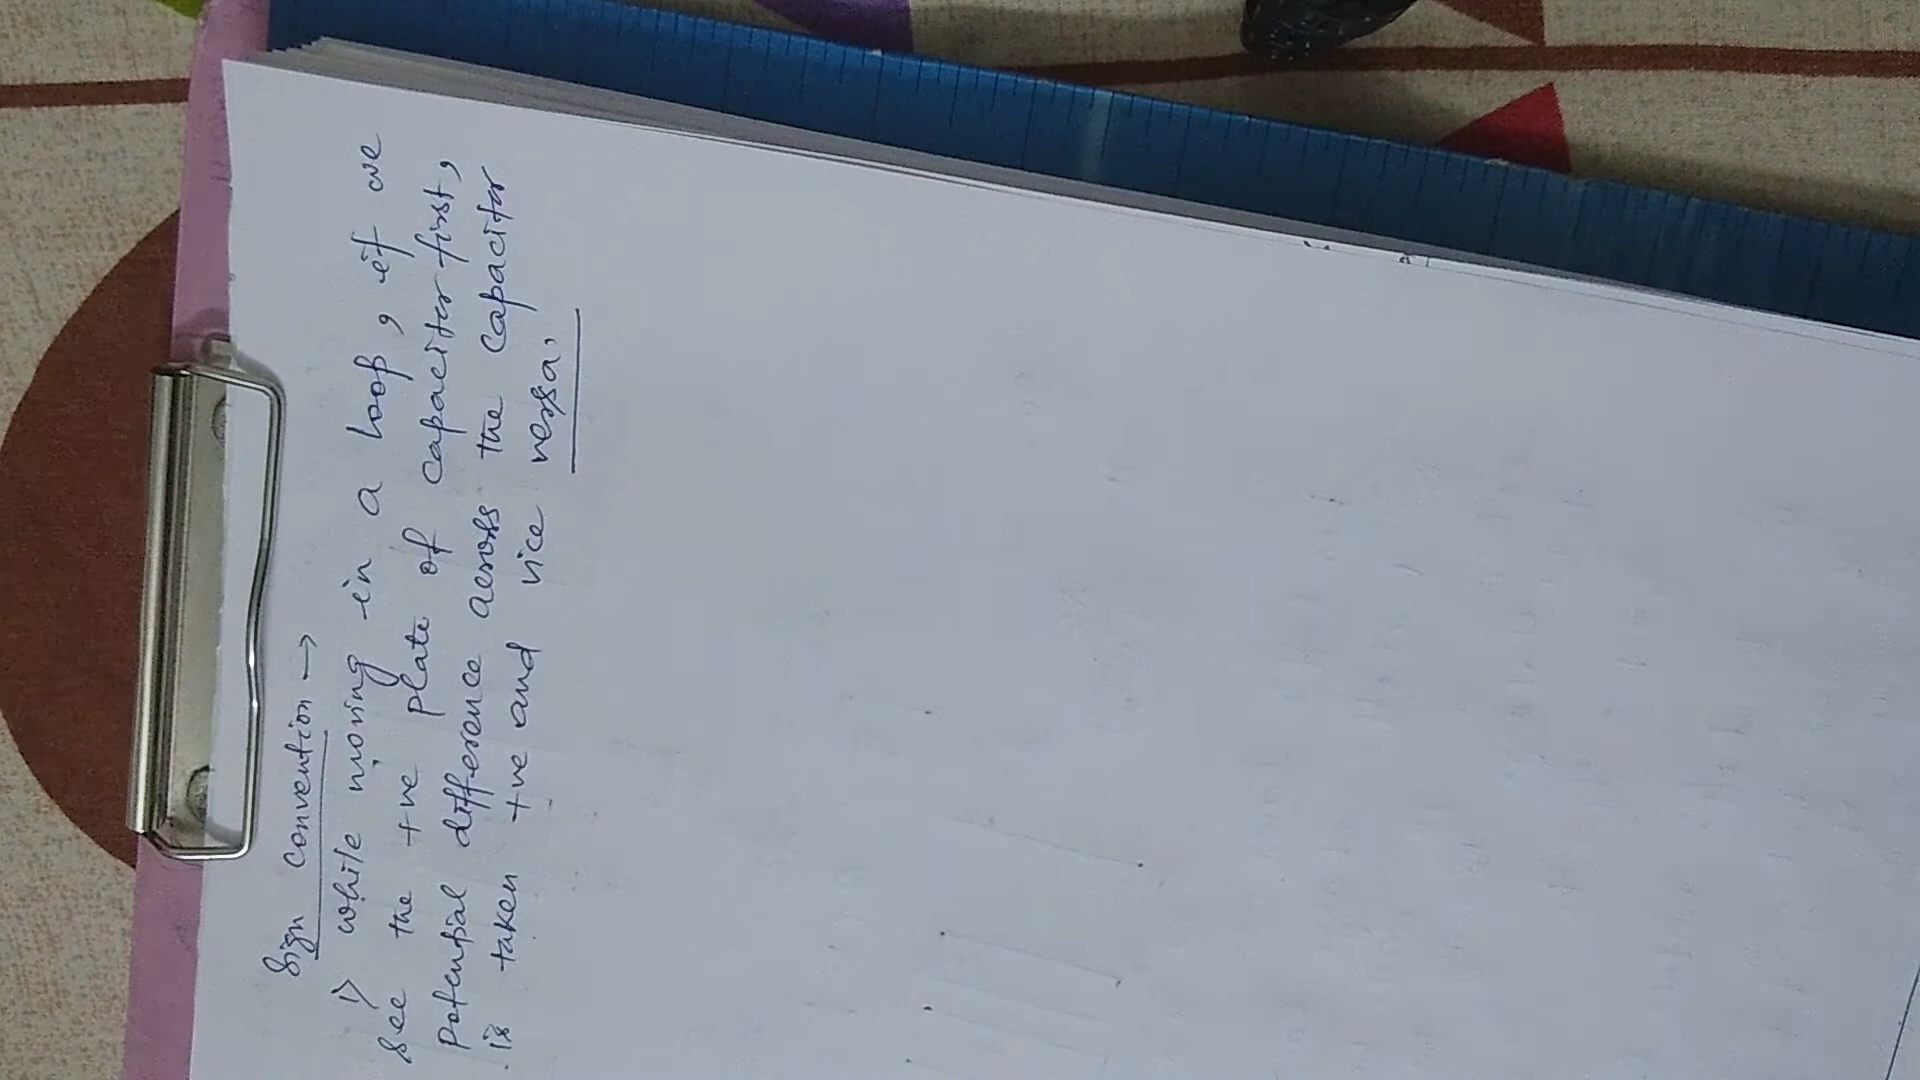 Sign convention →
1) while moving in a loop, if we
see the +ve plate of capacitor first,
potential difference across the capacitor
is taken +ve and vice versa.